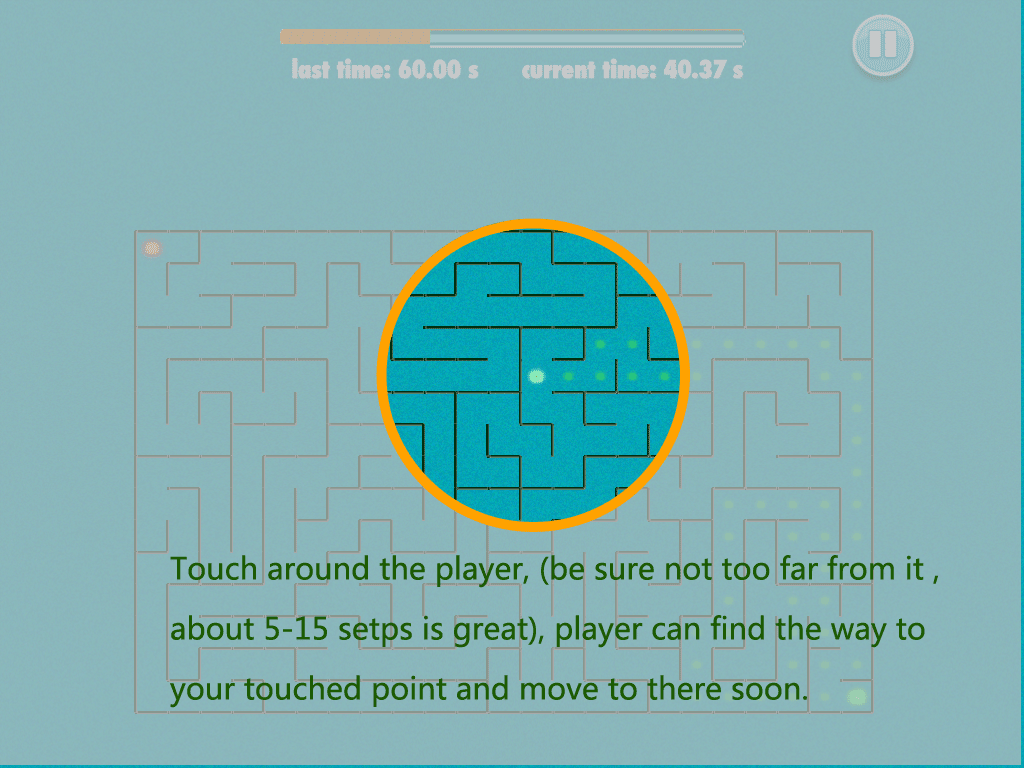 last time: 60.00 s current time: 40.37 s
Touch around the player, (be sure not too far from it ,
about 5-15 setps is great), player can find the way to
your touched point and move to there soon.